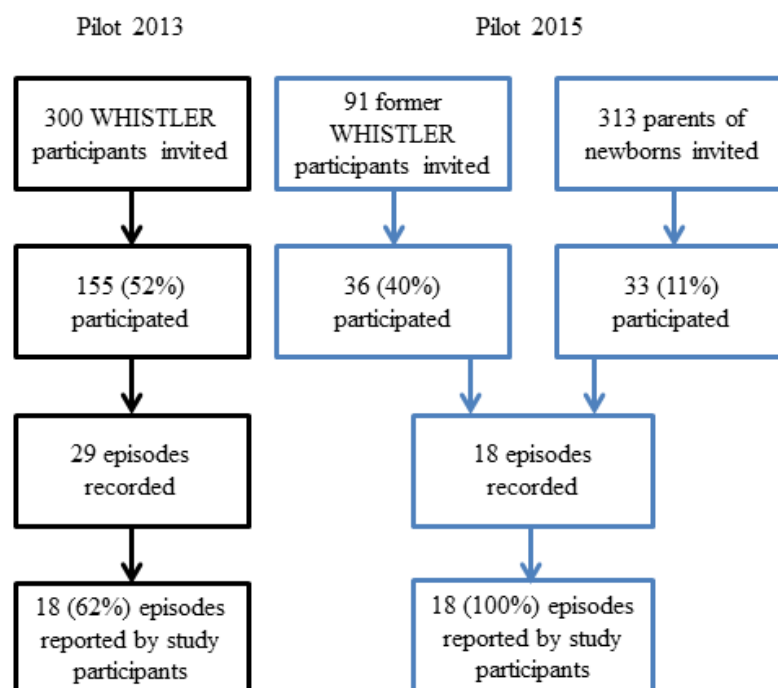 Pilot 2013
Pilot 2015
300 WHISTLER
participants invited
91 former
WHISTLER
participants invited
313 parents of
newborns invited
155 (52%)
participated
36 (40%)
participated
33 (11%)
participated
29 episodes
recorded
18 episodes
recorded
18 (62%) episodes
reported by study
participants
18 (100%) episodes
reported by study
participants